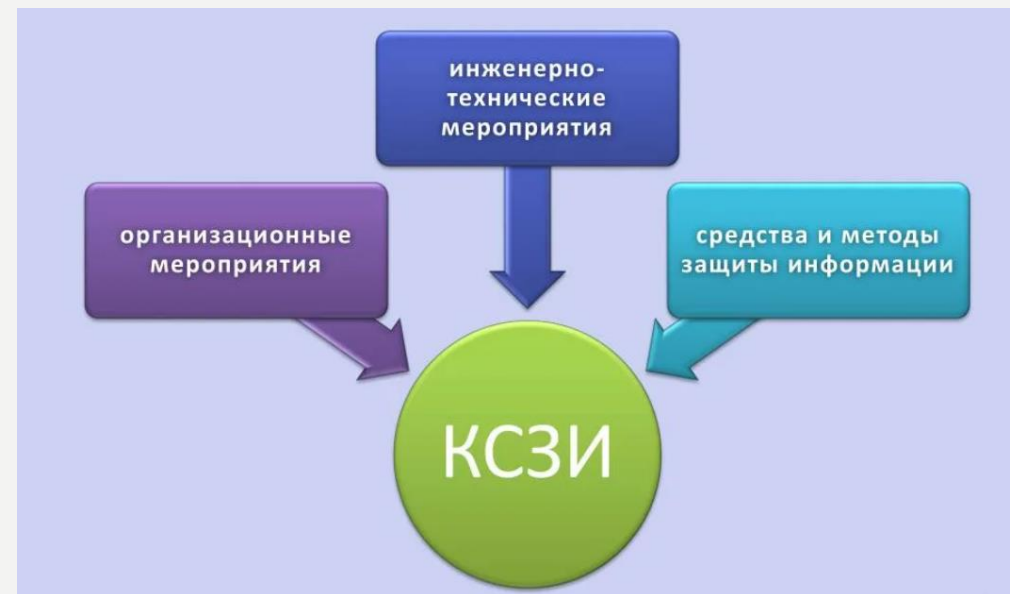 инженерно-
технические
мероприятия
организационные
мероприятия
средства и методы
защиты информации
КСЗИ